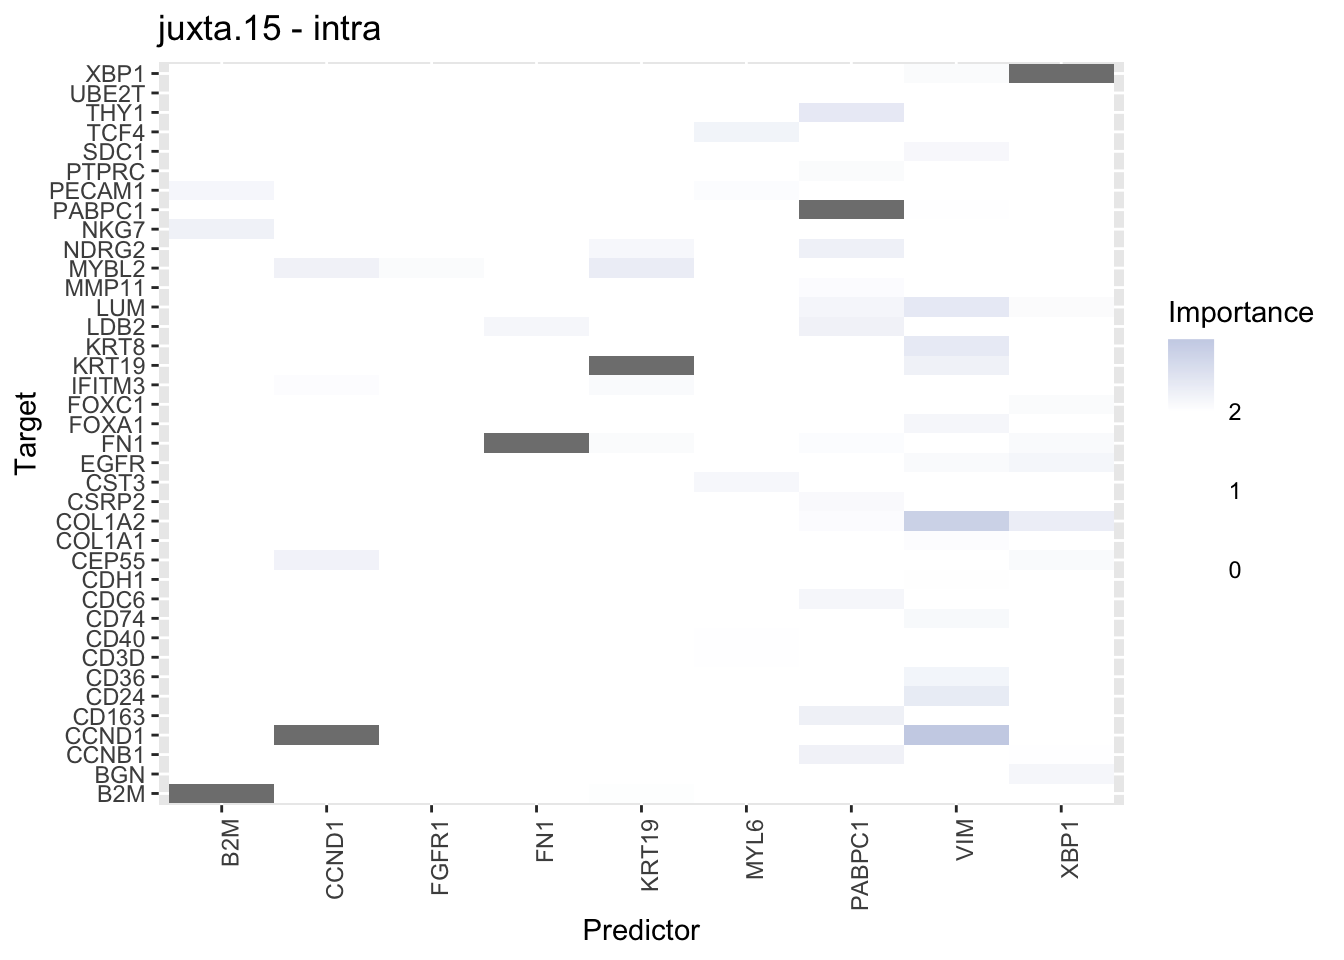 juxta.15 - intra
XBP1
UBE2T
THY1
TCF4
SDC1
PTPRC
PECAM1
PABPC1
NKG7
NDRG2
MYBL2
MMP11
LUM
LDB2
KRT8
KRT19
IFITM3
FOXC1
FOXA1
FN1
EGFR
CST3
CSRP2
COL1A2
COL1A1
CEP55
CDH1
CDC6
CD74
CD40
CD3D
CD36
CD24
CD163
CCND1
CCNB1
BGN
B2M
Target
B2M
CCND1
FGFR1
FN1
KRT19
MYL6
PABPC1
VIM
XBP1
Predictor
Importance
2
1
0